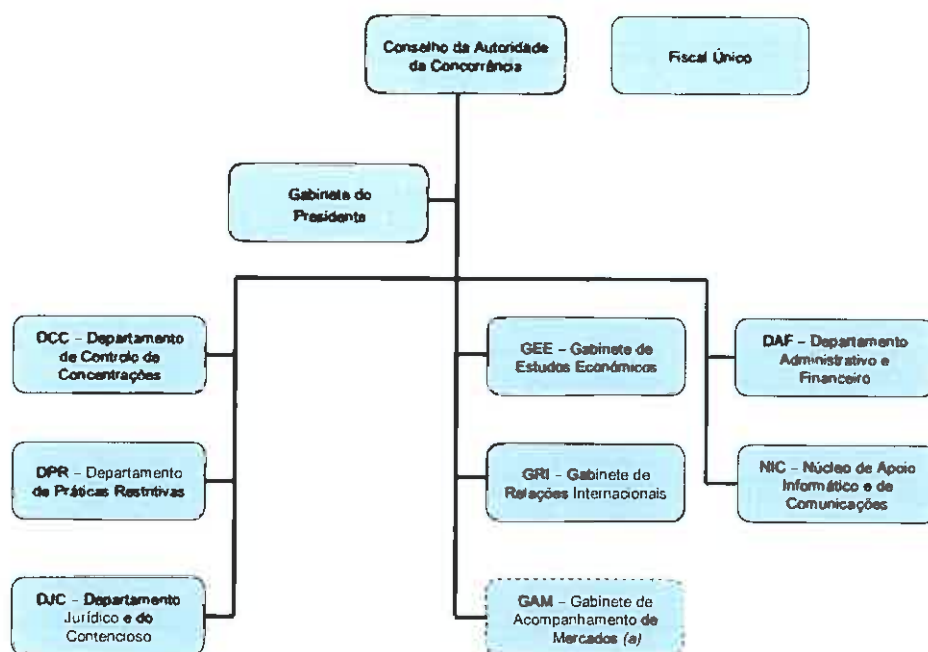 Conselho da Autoridade
da Concorrência
Fiscal Único
Gabinete do
Presidente
DCC – Departamento
de Controlo de
Concentrações
GEE – Gabinete de
Estudos Económicos
DAF – Departamento
Administrativo e
Financeiro
DPR – Departamento
de Práticas Restritivas
GRI – Gabinete de
Relações Internacionais
NIC – Núcleo de Apoio
Informático e de
Comunicações
DJC – Departamento
Jurídico e do
Contencioso
GAM – Gabinete de
Acompanhamento de
Mercados (a)